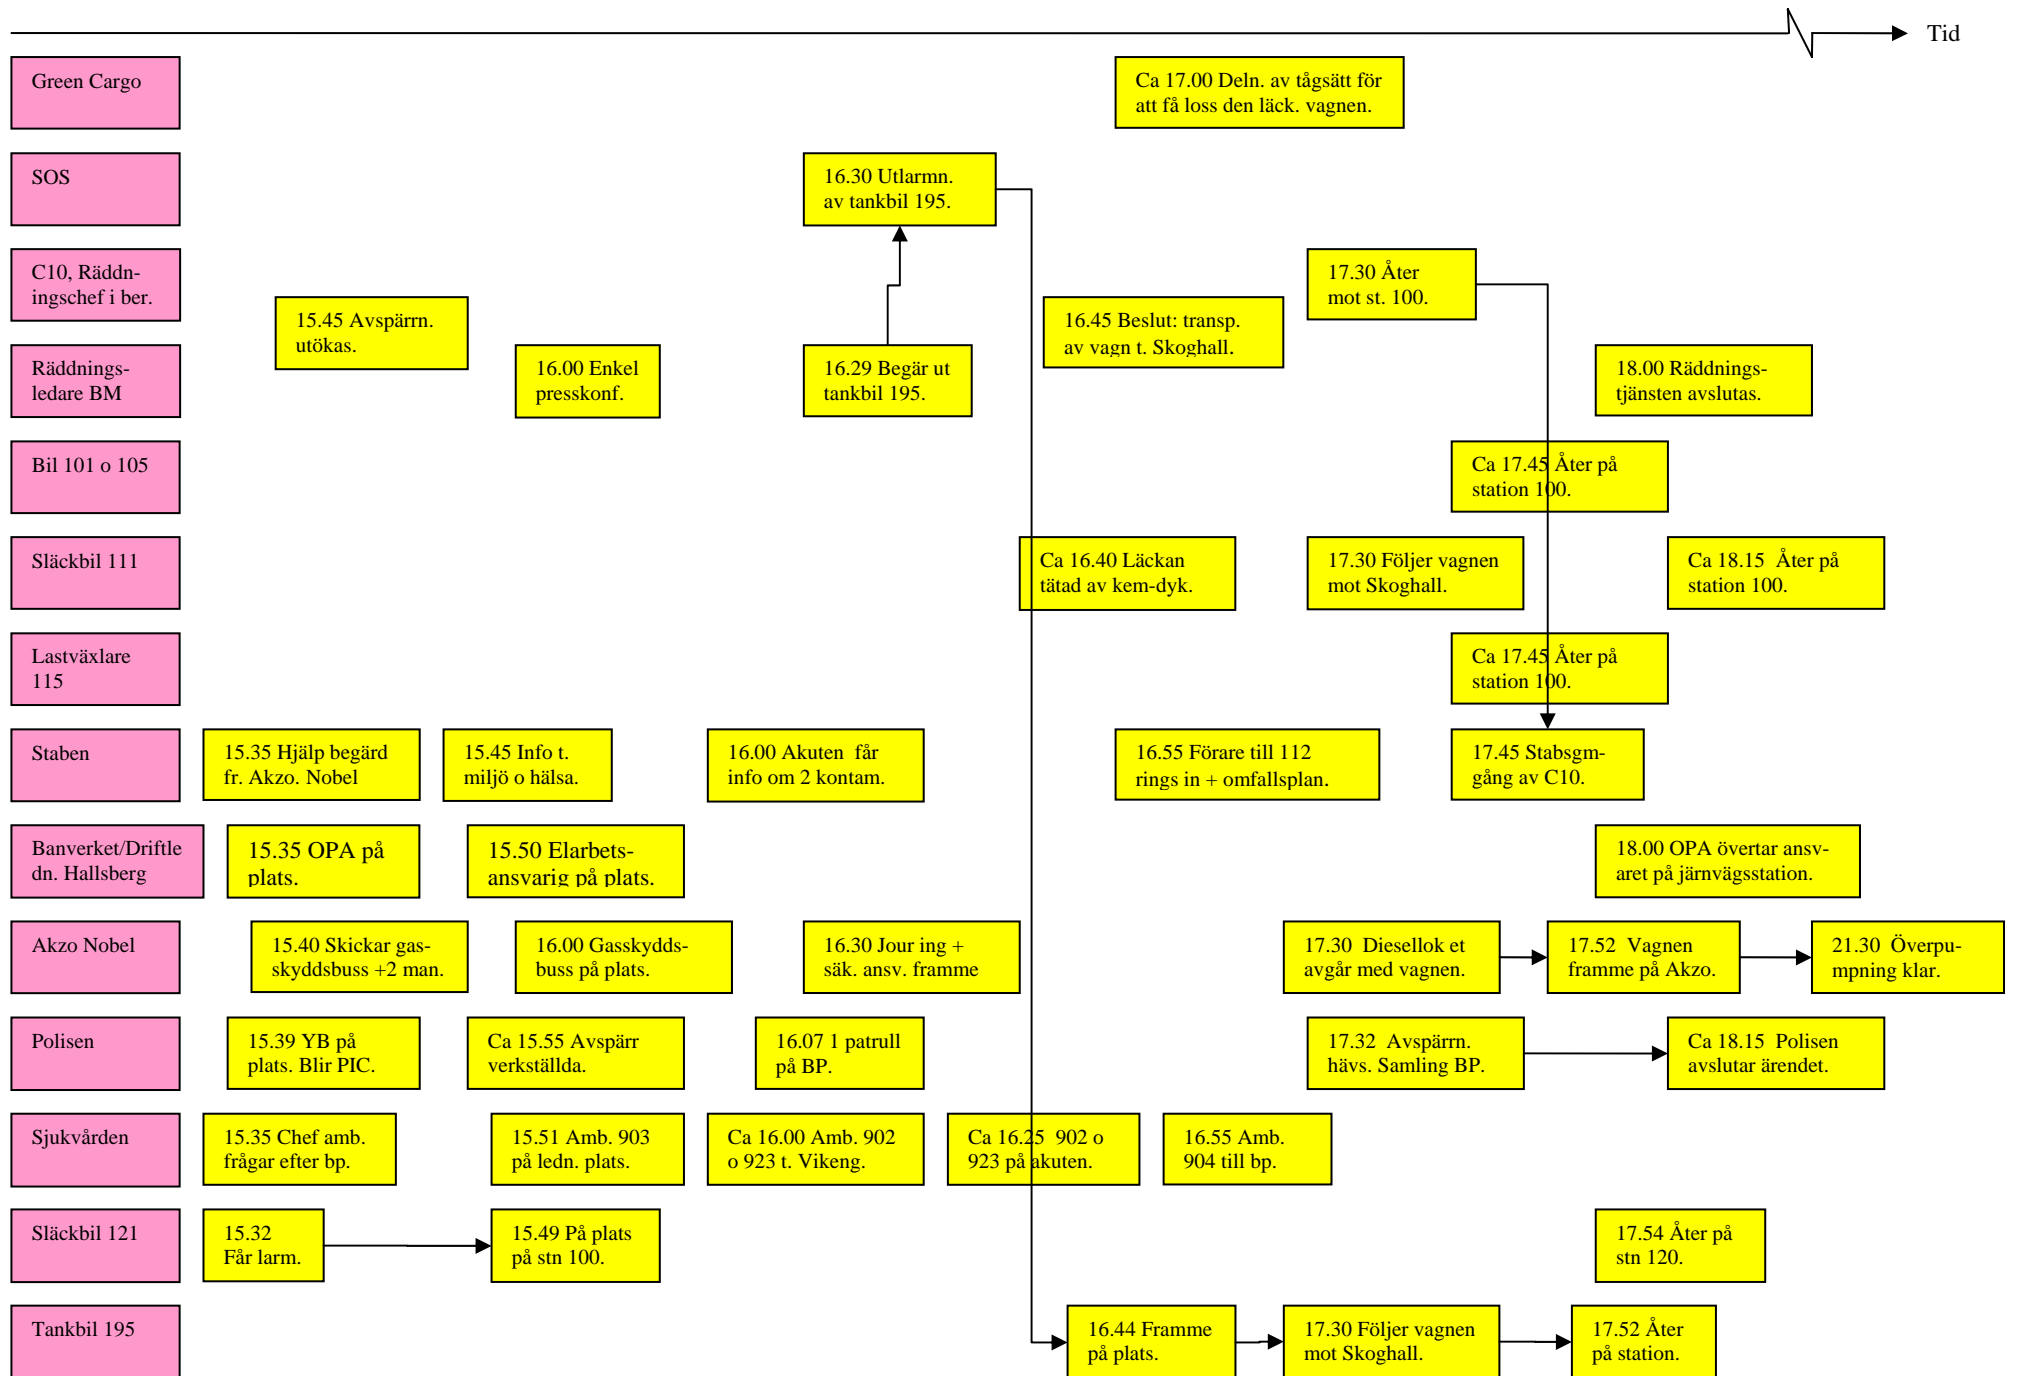 Tid
Green Cargo
Ca 17.00 Deln. av tågsätt för
att få loss den läck. vagnen.
SOS
16.30 Utlarmn.
av tankbil 195.
C10, Räddn-
ingschef i ber.
17.30 Åter
mot st. 100.
15.45 Avspärrn.
utökas.
16.45 Beslut: transp.
av vagn t. Skoghall.
Räddnings-
ledare BM
16.00 Enkel
presskonf.
16.29 Begär ut
tankbil 195.
18.00 Räddnings-
tjänsten avslutas.
Bil 101 o 105
Ca 17.45 Åter på
station 100.
Släckbil 111
Ca 16.40 Läckan
tätad av kem-dyk.
17.30 Följer vagnen
mot Skoghall.
Ca 18.15 Åter på
station 100.
Lastväxlare
115
Ca 17.45 Åter på
station 100.
Staben
15.35 Hjälp begärd
fr. Akzo. Nobel
15.45 Info t.
miljö o hälsa.
16.00 Akuten får
info om 2 kontam.
16.55 Förare till 112
rings in + omfallsplan.
17.45 Stabsgm-
gång av C10.
Banverket/Driftle
dn. Hallsberg
15.35 OPA på
plats.
15.50 Elarbets-
ansvarig på plats.
18.00 OPA övertar ansv-
aret på järnvägsstation.
Akzo Nobel
15.40 Skickar gas-
skyddsbuss +2 man.
16.00 Gasskydds-
buss på plats.
16.30 Jour ing +
säk. ansv. framme
17.30 Diesellok et
avgår med vagnen.
17.52 Vagnen
framme på Akzo.
21.30 Överpu-
mpning klar.
Polisen
15.39 YB på
plats. Blir PIC.
Ca 15.55 Avspärr
verkställda.
16.07 1 patrull
på BP.
17.32 Avspärrn.
hävs. Samling BP.
Ca 18.15 Polisen
avslutar ärendet.
Sjukvården
15.35 Chef amb.
frågar efter bp.
15.51 Amb. 903
på ledn. plats.
Ca 16.00 Amb. 902
o 923 t. Vikeng.
Ca 16.25 902 o
923 på akuten.
16.55 Amb.
904 till bp.
Släckbil 121
15.32
Får larm.
15.49 På plats
på stn 100.
17.54 Åter på
stn 120.
Tankbil 195
16.44 Framme
på plats.
17.30 Följer vagnen
mot Skoghall.
17.52 Åter
på station.